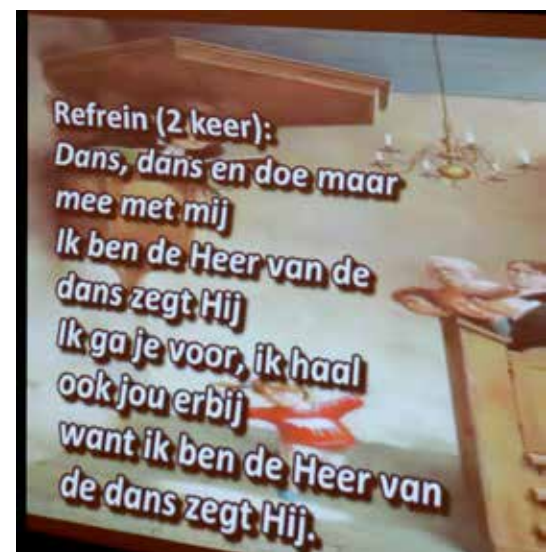 Refrein (2 keer):
Dans, dans en doe maar
mee met mij
Ik ben de Heer van de
dans zegt Hij
Ik ga je voor, ik haal
ook jou erbij
want ik ben de Heer van
de dans zegt Hij.